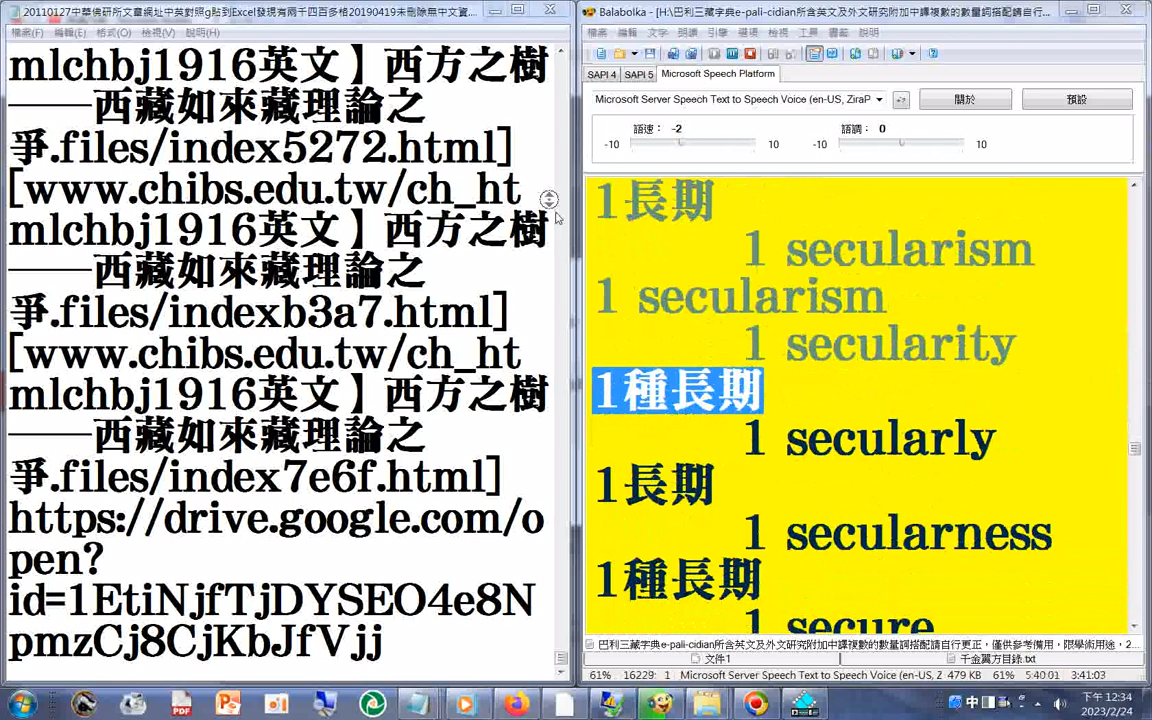 20110127中華佛研所文章網址中英對照g貼到Excel發現有兩千四百多格20190419未刪除無中文資...
檔案(F) 編輯(E) 格式(O) 檢視(V) 說明(H)
mlchbj1916英文】西方之樹
——西藏如來藏理論之
爭.files/index5272.html]
[www.chibs.edu.tw/ch_ht
mlchbj1916英文】西方之樹
——西藏如來藏理論之
爭.files/indexb3a7.html]
[www.chibs.edu.tw/ch_ht
mlchbj1916英文】西方之樹
——西藏如來藏理論之
爭.files/index7e6f.html]
https://drive.google.com/o
pen?
id=1EtiNjfTjDYSEO4e8N
pmzCj8CjKbJfVjj
Balabolka - [H:\巴利三藏字典e-pali-cidian所含英文及外文研究附加中譯複數的數量詞搭配請自行...
檔案 編輯 文字 朗讀 引擎 選項 檢視 工具 書籤 說明
SAPI 4 SAPI 5 Microsoft Speech Platform
Microsoft Server Speech Text to Speech Voice (en-US, ZiraP
關於 預設
語速： -2 語調： 0
-10 10 -10 10
1長期
1 secularism
1 secularism
1 secularity
1種長期
1 secularly
1長期
1 secularness
1種長期
1 secure
巴利三藏字典e-pali-cidian所含英文及外文研究附加中譯複數的數量詞搭配請自行更正，僅供參考備用，限學術用途，2...
文件1 千金翼方目錄.txt
61% 16229: 1 Microsoft Server Speech Text to Speech Voice (en-US, Z 479 KB 61% 5:40:01 3:41:03
PDF
中
下午 12:34
2023/2/24